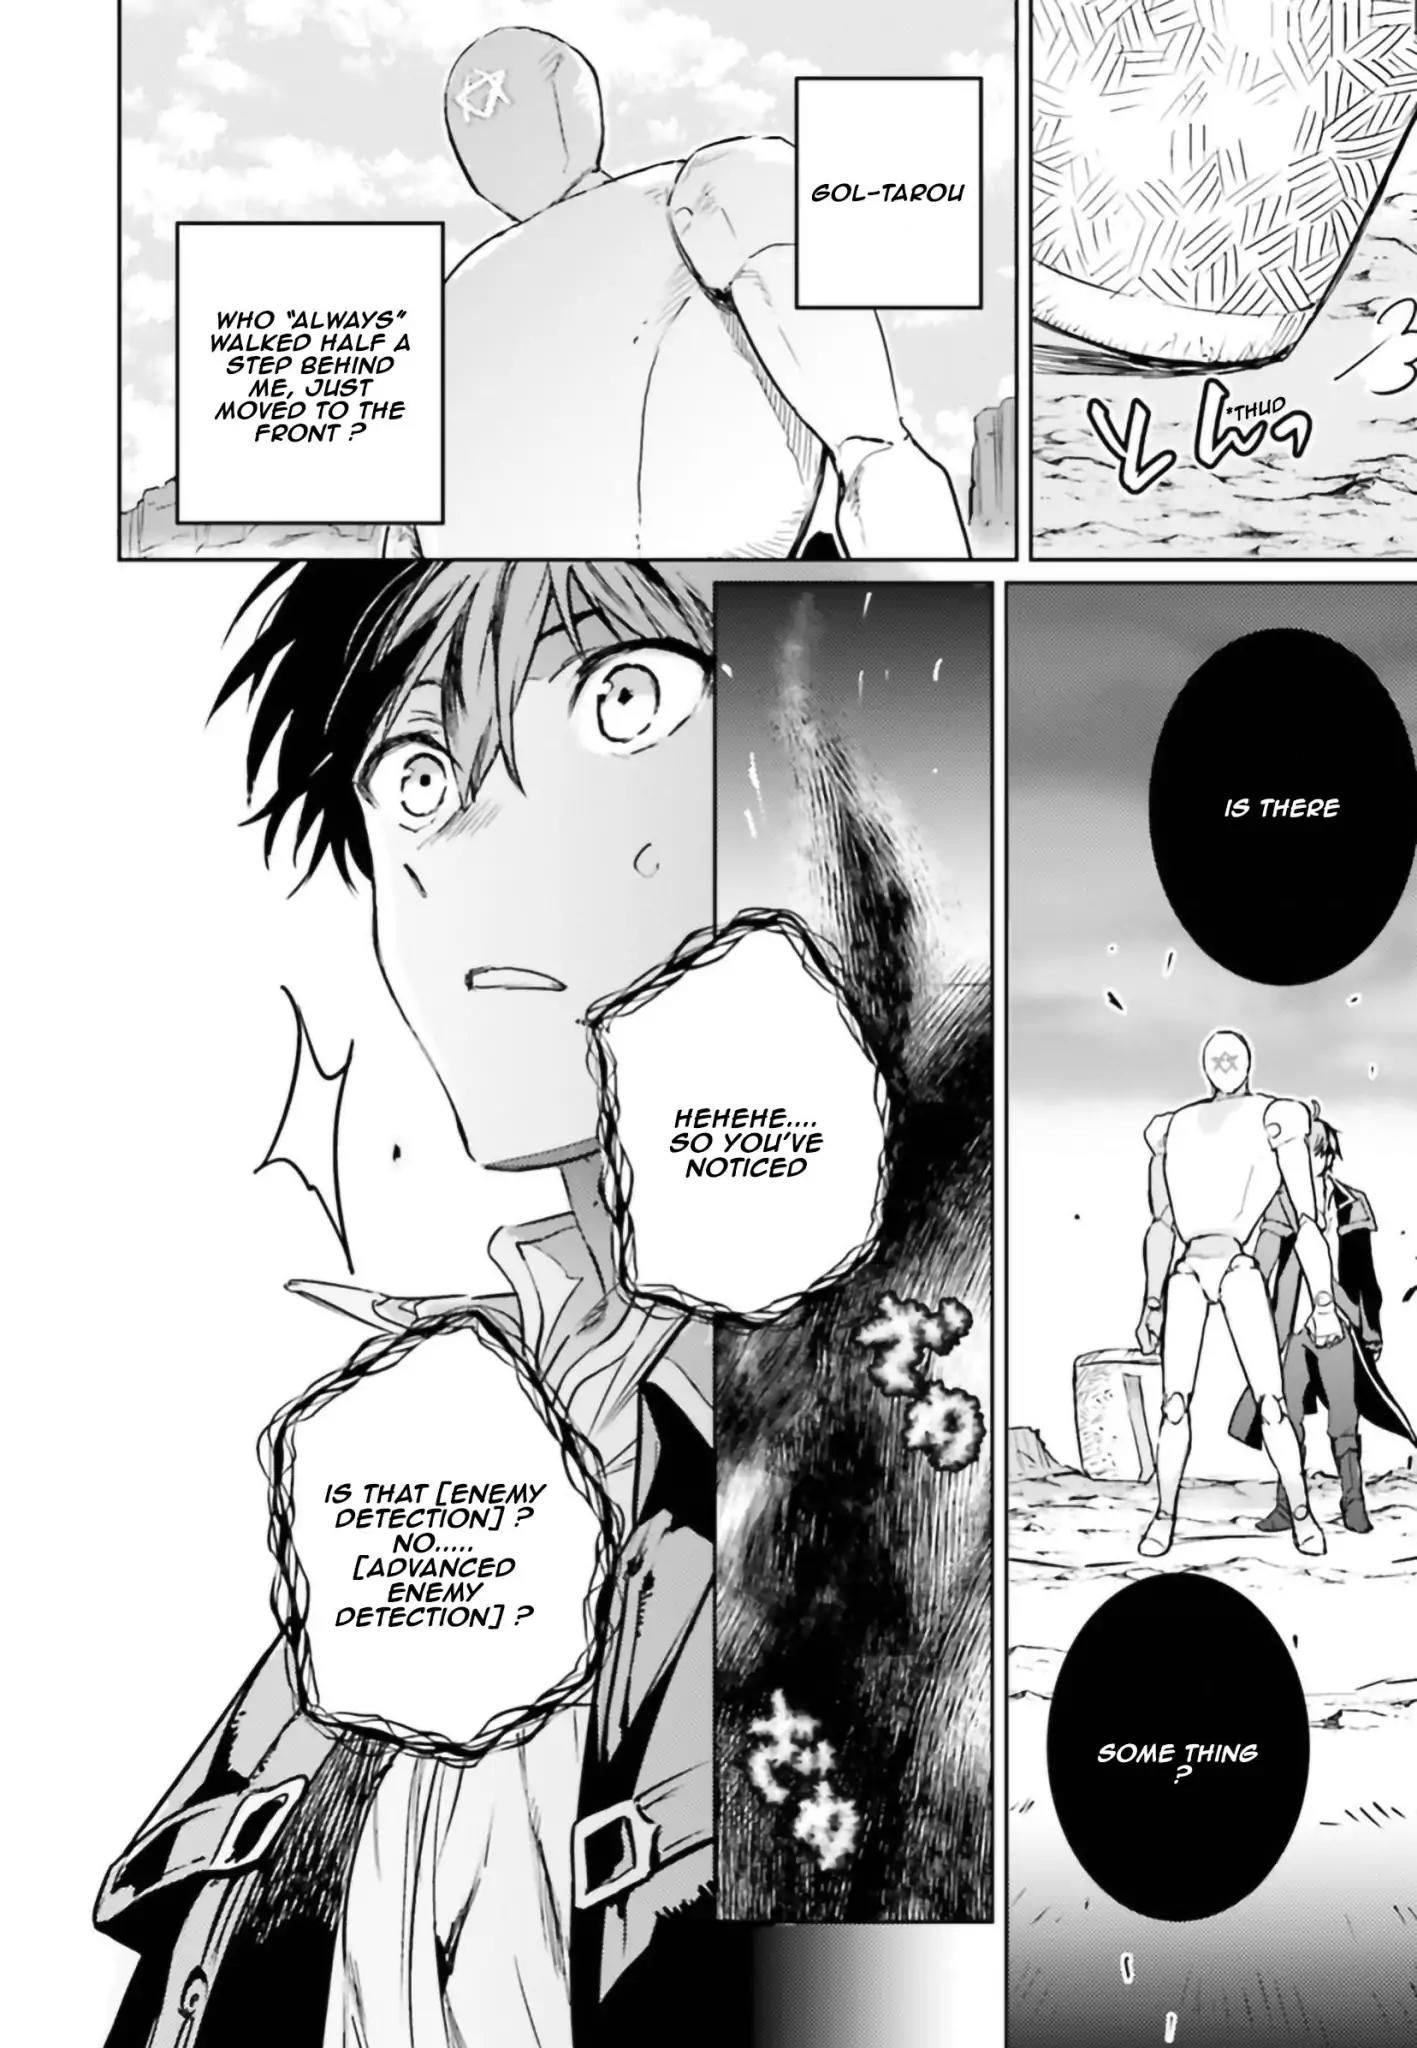 *THUD
GOL-TAROU
WHO "ALWAYS"
WALKED HALF A
STEP BEHIND
ME, JUST
MOVED TO THE
FRONT ?
IS THERE
SOME THING
?
HEHEHE....
SO YOU'VE
NOTICED
IS THAT [ENEMY
DETECTION] ?
NO.....
[ADVANCED
ENEMY
DETECTION] ?